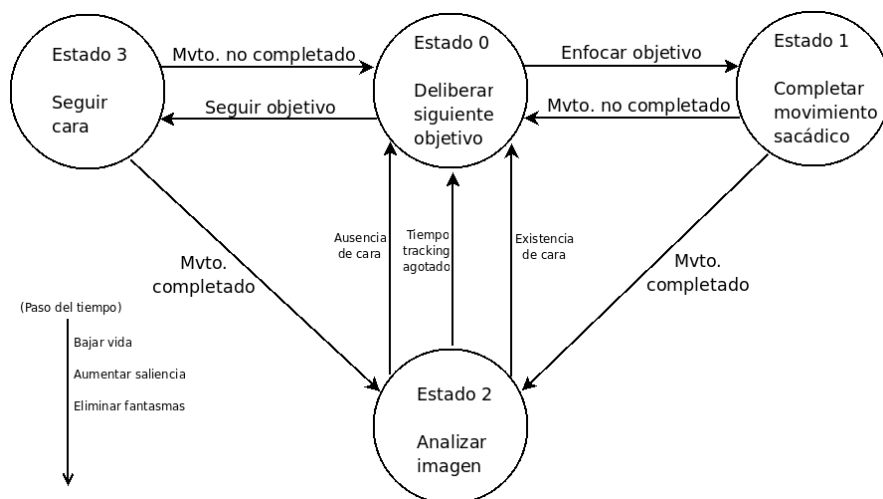 Estado 3
Seguir
cara
Mvto. no completado
Seguir objetivo
Estado 0
Deliberar
siguiente
objetivo
Enfocar objetivo
Mvto. no completado
Estado 1
Completar
movimiento
sacádico
Ausencia
de cara
Tiempo
tracking
agotado
Existencia
de cara
Mvto.
completado
Mvto.
completado
(Paso del tiempo)
Bajar vida
Aumentar saliencia
Eliminar fantasmas
Estado 2
Analizar
imagen